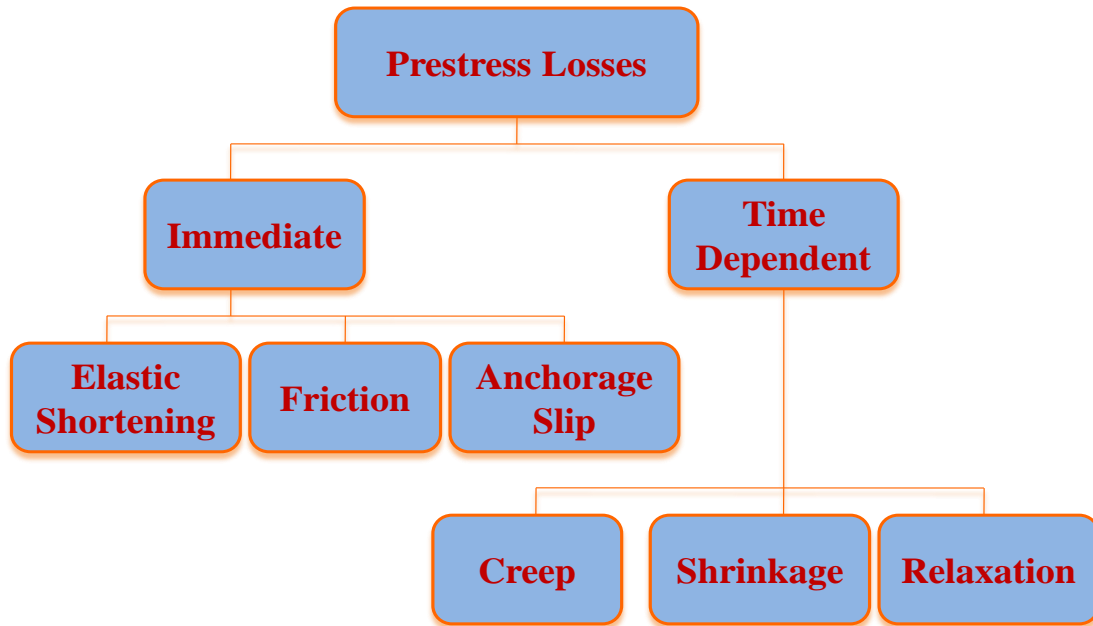 Prestress Losses
Immediate
Time
Dependent
Elastic
Shortening
Friction
Anchorage
Slip
Creep
Shrinkage
Relaxation